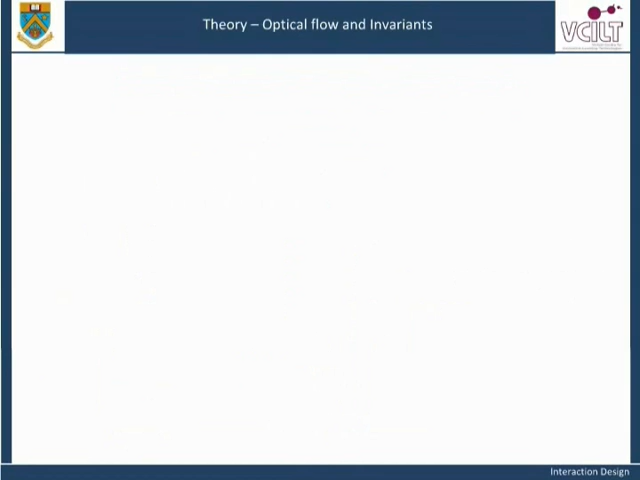 Theory – Optical flow and Invariants
VCILT
Interaction Design